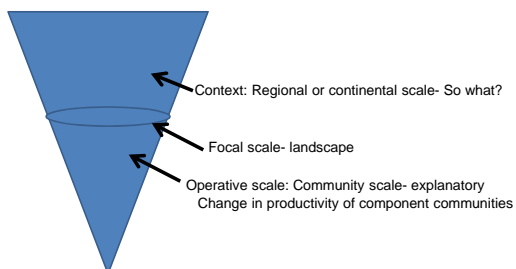 Context: Regional or continental scale- So what?
Focal scale- landscape
Operative scale: Community scale- explanatory
Change in productivity of component communities